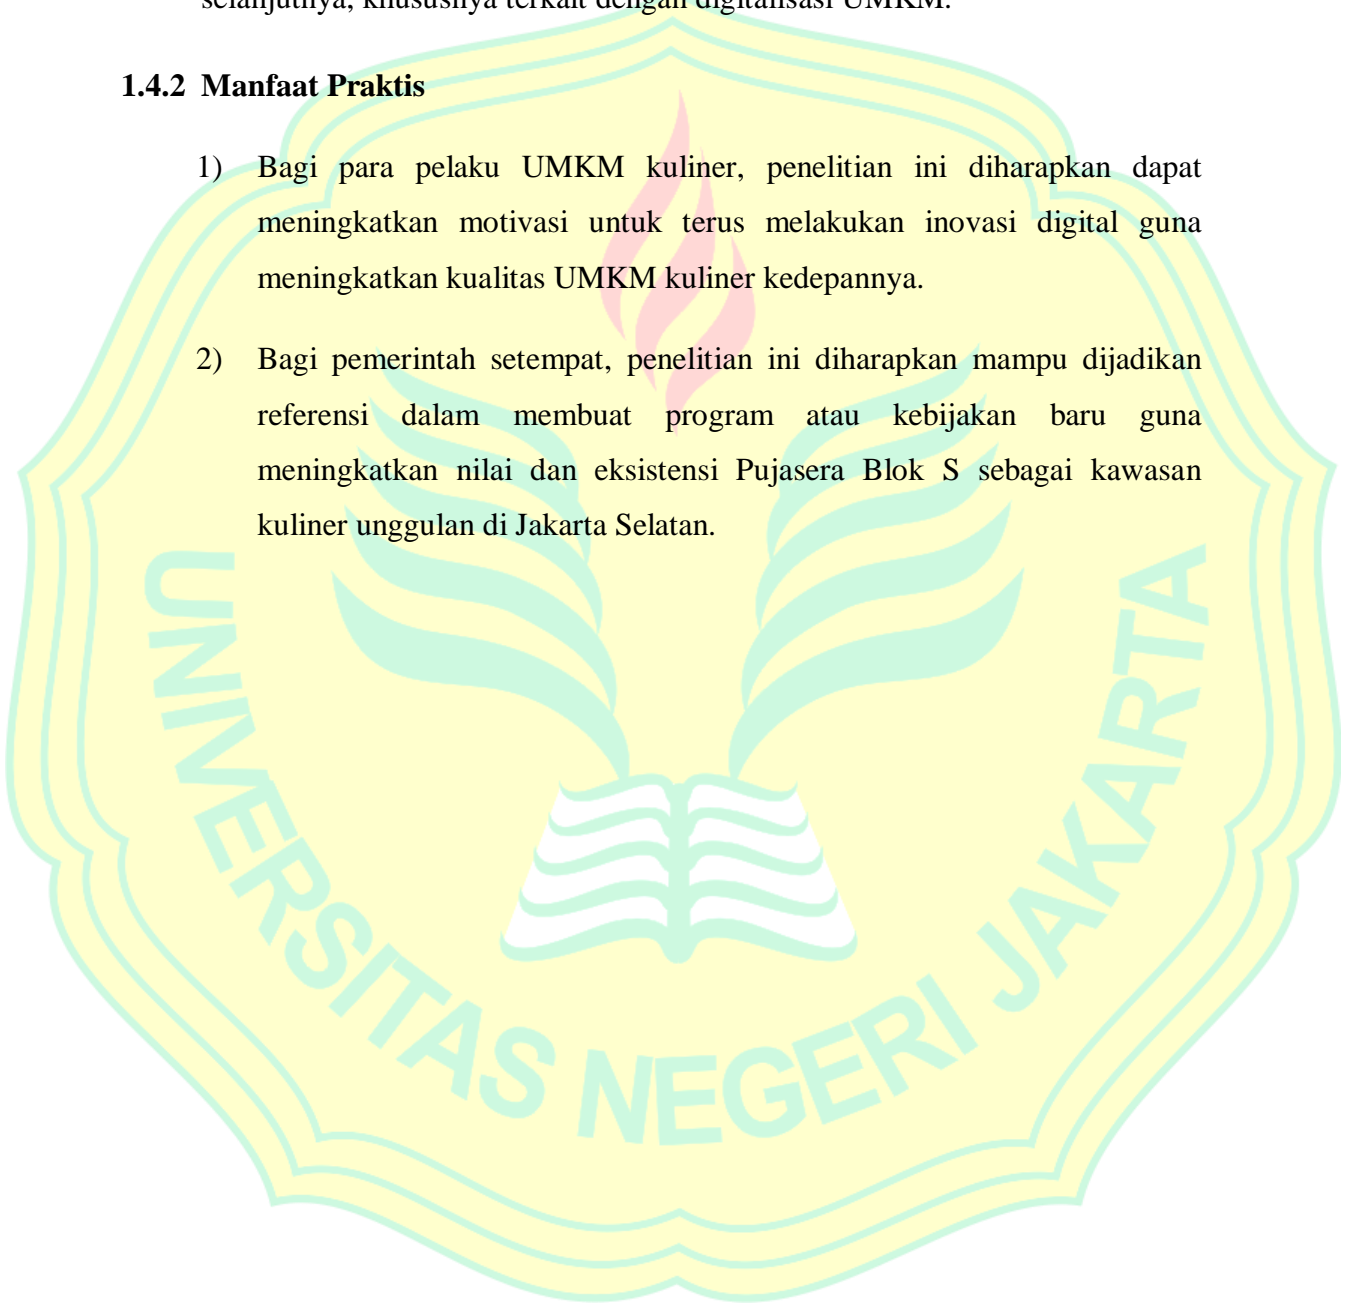 selanjutnya, khususnya terkait dengan digitalisasi UMKM.
1.4.2 Manfaat Praktis
1) Bagi para pelaku UMKM kuliner, penelitian ini diharapkan dapat
meningkatkan motivasi untuk terus melakukan inovasi digital guna
meningkatkan kualitas UMKM kuliner kedepannya.
2) Bagi pemerintah setempat, penelitian ini diharapkan mampu dijadikan
referensi dalam membuat program atau kebijakan baru guna
meningkatkan nilai dan eksistensi Pujasera Blok S sebagai kawasan
kuliner unggulan di Jakarta Selatan.
UNIVERSITAS NEGERI JAKARTA